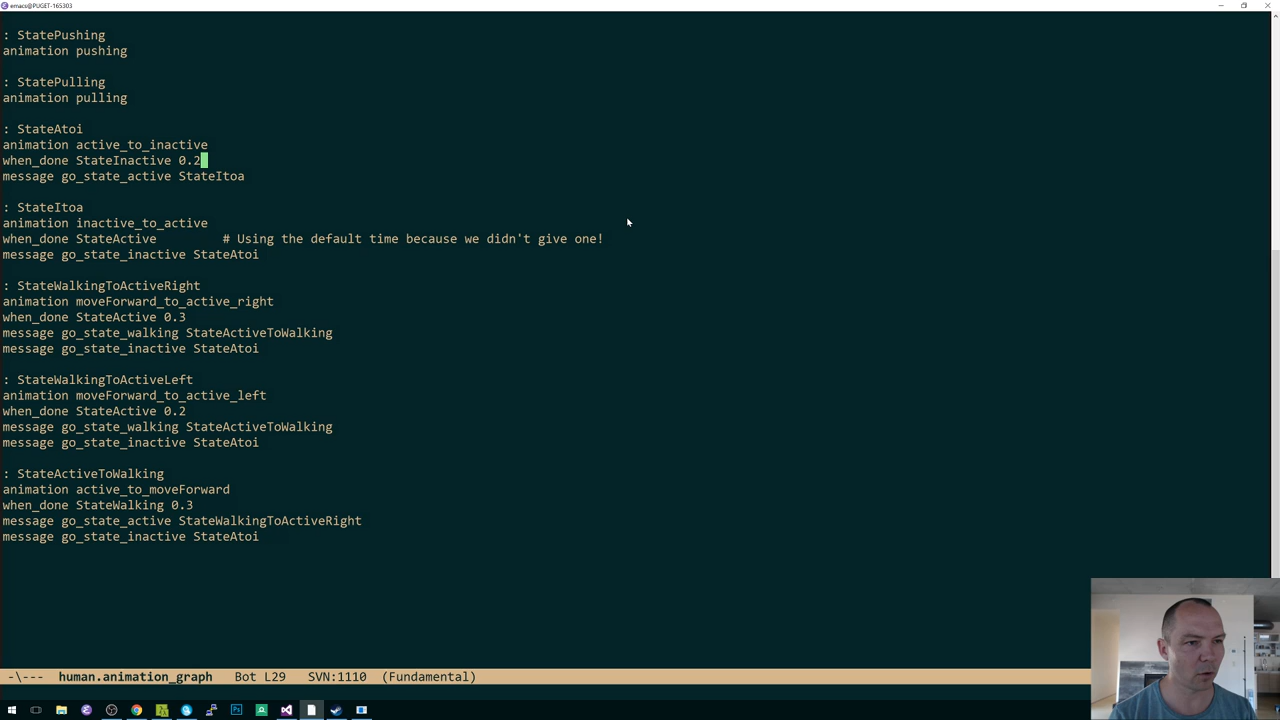 emacs@PUGET-165303
: StatePushing
animation pushing
: StatePulling
animation pulling
: StateAtoi
animation active_to_inactive
when_done StateInactive 0.2
message go_state_active StateItoa
: StateItoa
animation inactive_to_active
when_done StateActive         # Using the default time because we didn't give one!
message go_state_inactive StateAtoi
: StateWalkingToActiveRight
animation moveForward_to_active_right
when_done StateActive 0.3
message go_state_walking StateActiveToWalking
message go_state_inactive StateAtoi
: StateWalkingToActiveLeft
animation moveForward_to_active_left
when_done StateActive 0.2
message go_state_walking StateActiveToWalking
message go_state_inactive StateAtoi
: StateActiveToWalking
animation active_to_moveForward
when_done StateWalking 0.3
message go_state_active StateWalkingToActiveRight
message go_state_inactive StateAtoi
-\---  human.animation_graph   Bot L29   SVN:1110  (Fundamental)